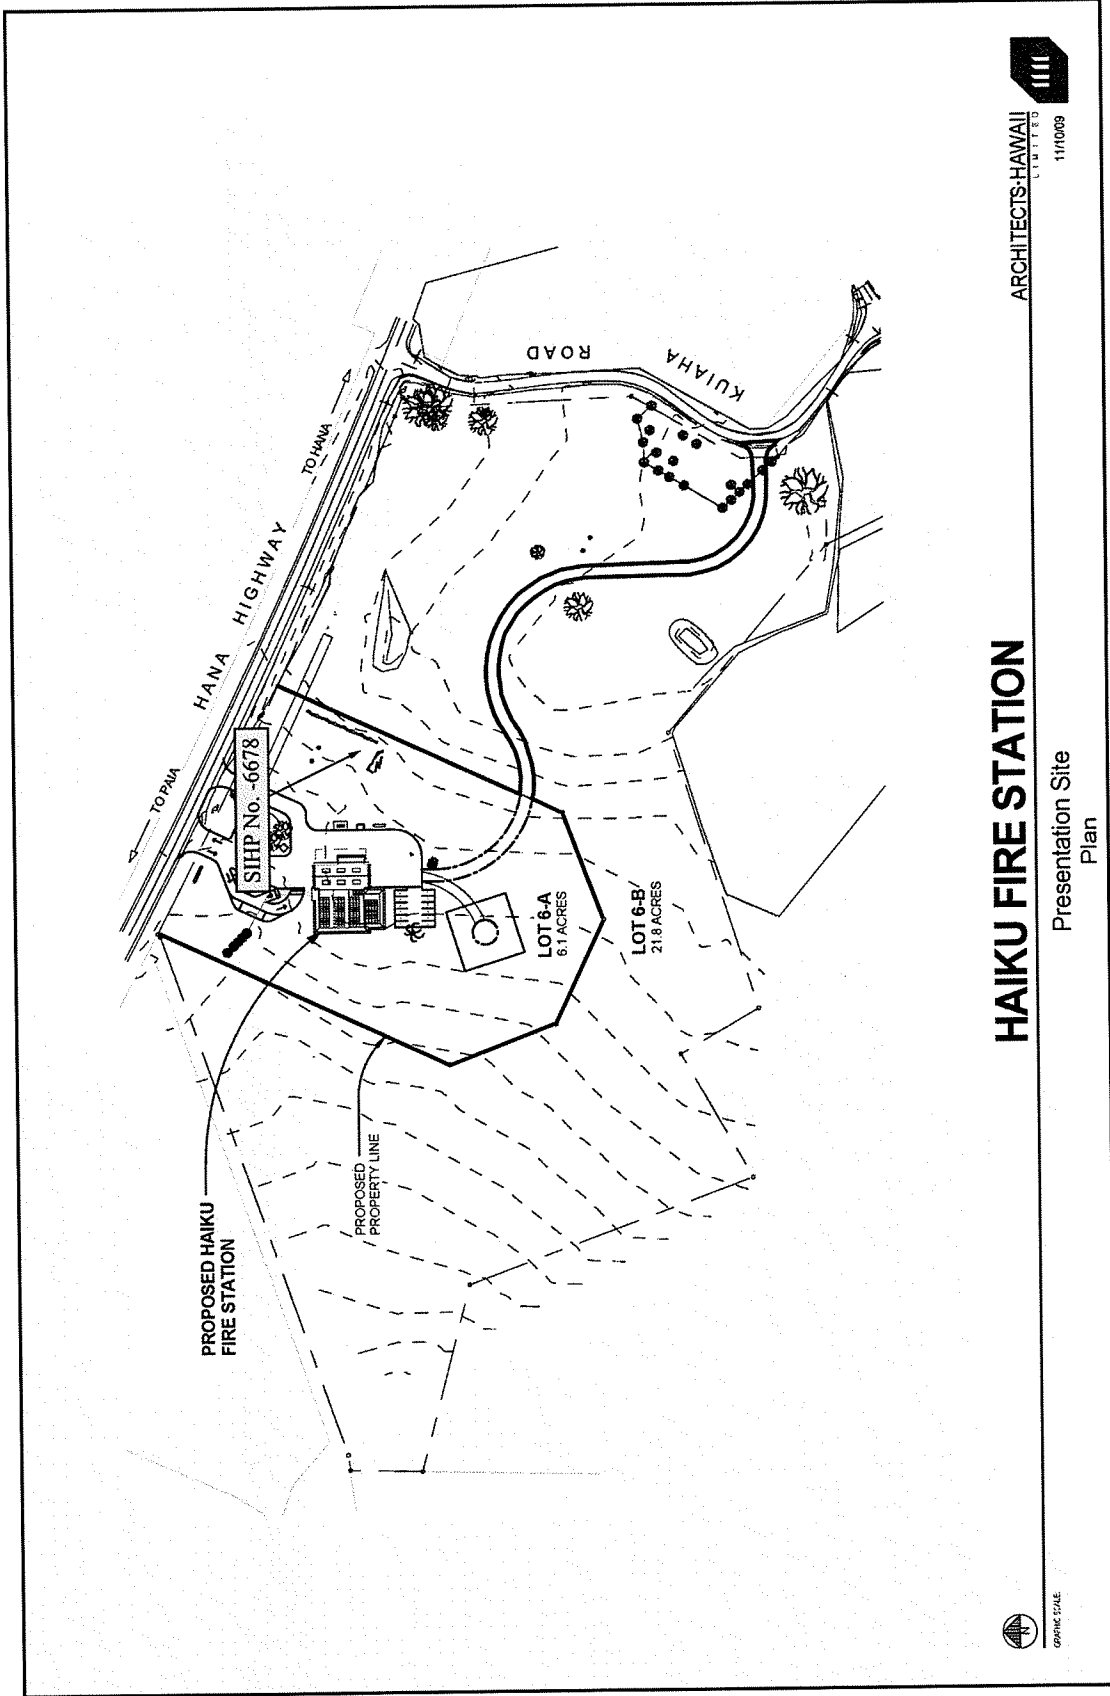 TO PAIA
HANA HIGHWAY
TO HANA
SIHP No. -6678
KUIAHA
ROAD
PROPOSED HAIKU
FIRE STATION
PROPOSED
PROPERTY LINE
LOT 6-A
6.1 ACRES
LOT 6-B
21.8 ACRES
N
GRAPHIC SCALE:
HAIKU FIRE STATION
Presentation Site
Plan
ARCHITECTS·HAWAII
LIMITED
11/10/09